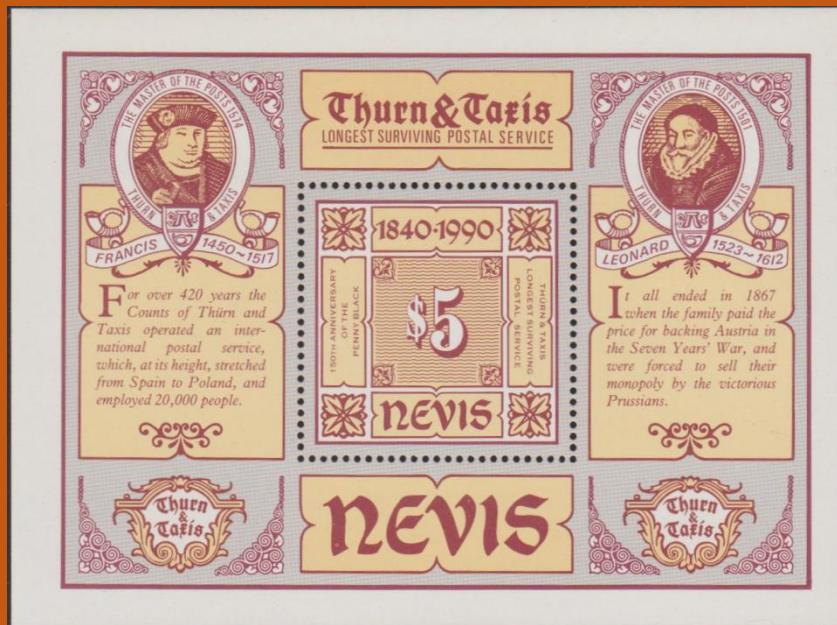 Thurn & Taxis
LONGEST SURVIVING POSTAL SERVICE
THE MASTER OF THE POSTS 1574
THURN & TAXIS
FRANCIS 1450~1517
For over 420 years the
Counts of Thürn and
Taxis operated an inter-
national postal service,
which, at its height, stretched
from Spain to Poland, and
employed 20,000 people.
Thurn
&
Taxis
1840·1990
150TH ANNIVERSARY
OF THE
PENNY BLACK
$5
THÜRN & TAXIS
LONGEST SURVIVING
POSTAL SERVICE
NEVIS
NEVIS
THE MASTER OF THE POSTS 1501
THURN & TAXIS
LEONARD 1523~1612
It all ended in 1867
when the family paid the
price for backing Austria in
the Seven Years' War, and
were forced to sell their
monopoly by the victorious
Prussians.
Thurn
&
Taxis